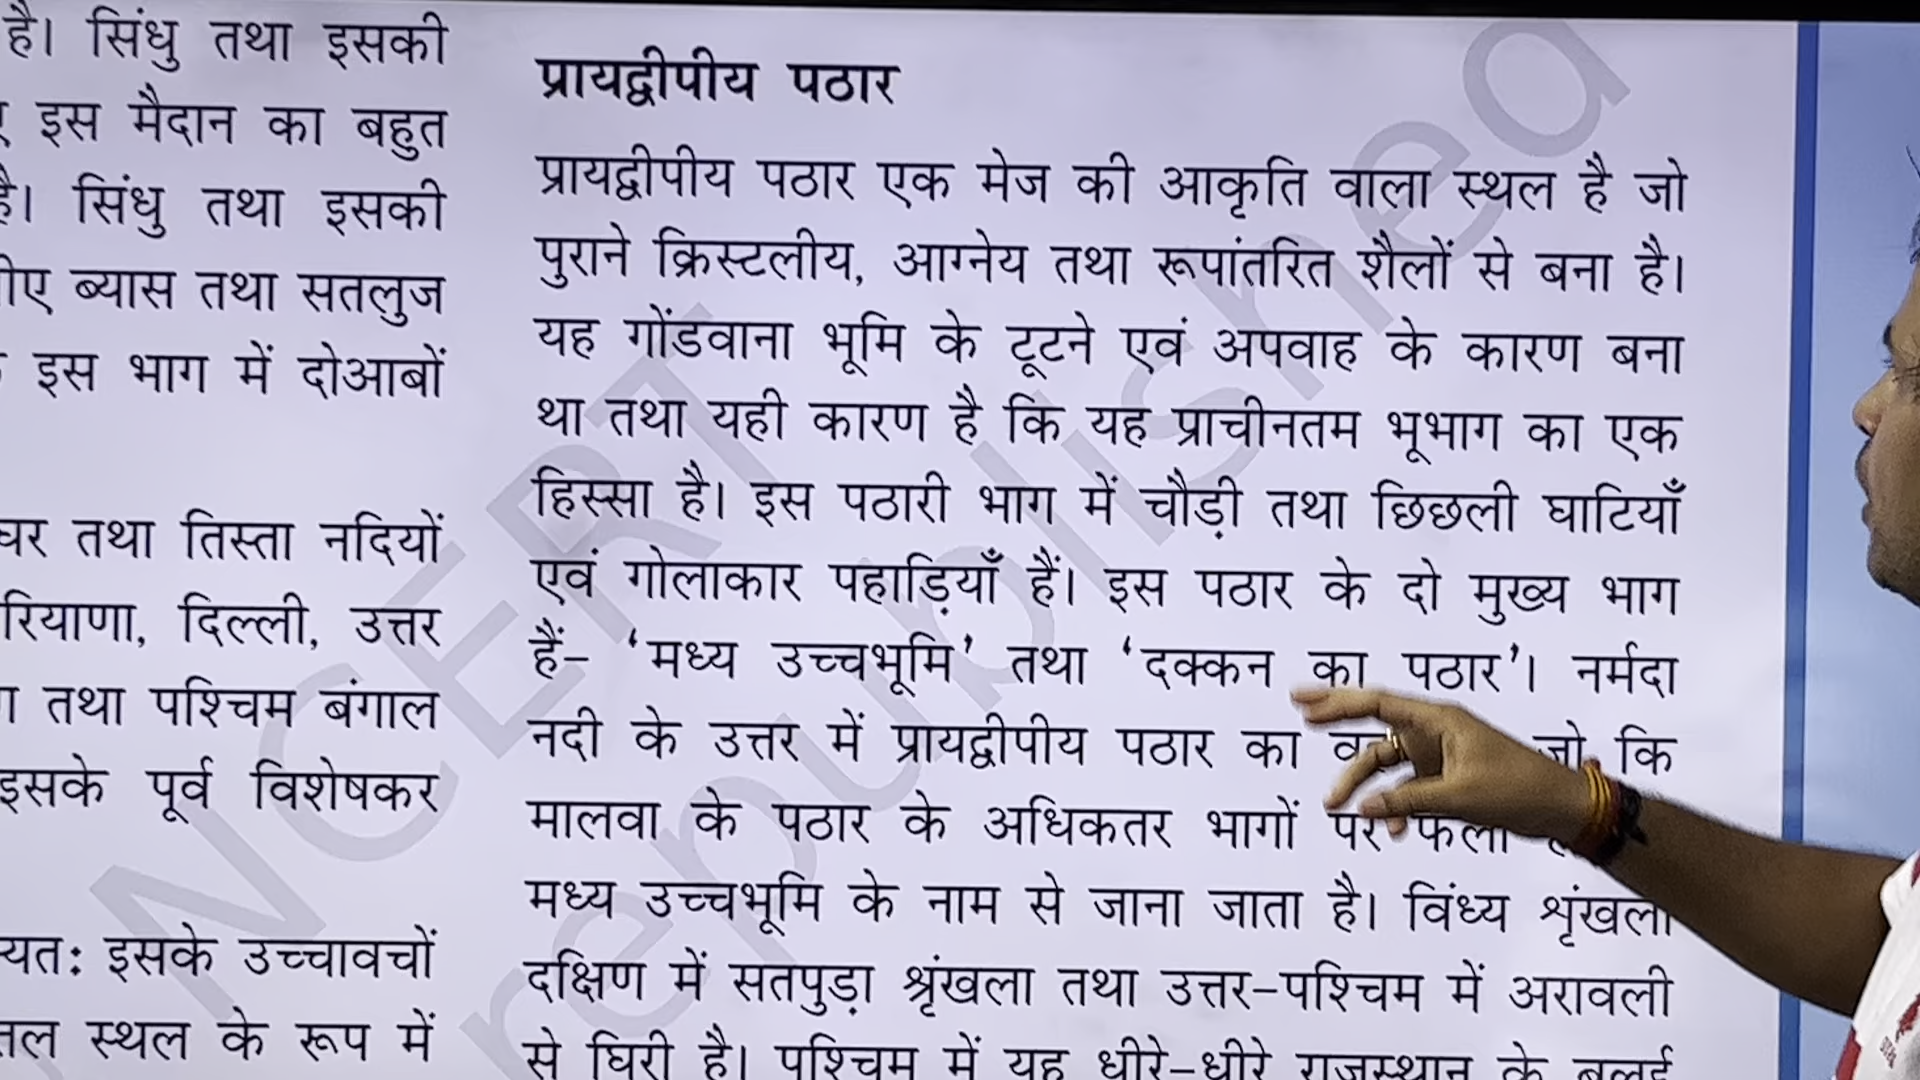 है। सिंधु तथा इसकी
इस मैदान का बहुत
है। सिंधु तथा इसकी
ब्यास तथा सतलुज
इस भाग में दोआबों
तथा तिस्ता नदियों
दिल्ली, उत्तर
तथा पश्चिम बंगाल
इसके पूर्व विशेषकर
इसके उच्चावचों
स्थल के रूप में
प्रायद्वीपीय पठार
प्रायद्वीपीय पठार एक मेज की आकृति वाला स्थल है जो
पुराने क्रिस्टलीय, आग्नेय तथा रूपांतरित शैलों से बना है।
यह गोंडवाना भूमि के टूटने एवं अपवाह के कारण बना
था तथा यही कारण है कि यह प्राचीनतम भूभाग का एक
हिस्सा है। इस पठारी भाग में चौड़ी तथा छिछली घाटियाँ
एवं गोलाकार पहाड़ियाँ हैं। इस पठार के दो मुख्य भाग
हैं– ‘मध्य उच्चभूमि’ तथा ‘दक्कन का पठार’। नर्मदा
नदी के उत्तर में प्रायद्वीपीय पठार का जो कि
मालवा के पठार के अधिकतर भागों पर फैला
मध्य उच्चभूमि के नाम से जाना जाता है। विंध्य शृंखला
दक्षिण में सतपुड़ा श्रृंखला तथा उत्तर–पश्चिम में अरावली
से घिरी है। पश्चिम में यह धीरे–धीरे राजस्थान के
NCERT
republished